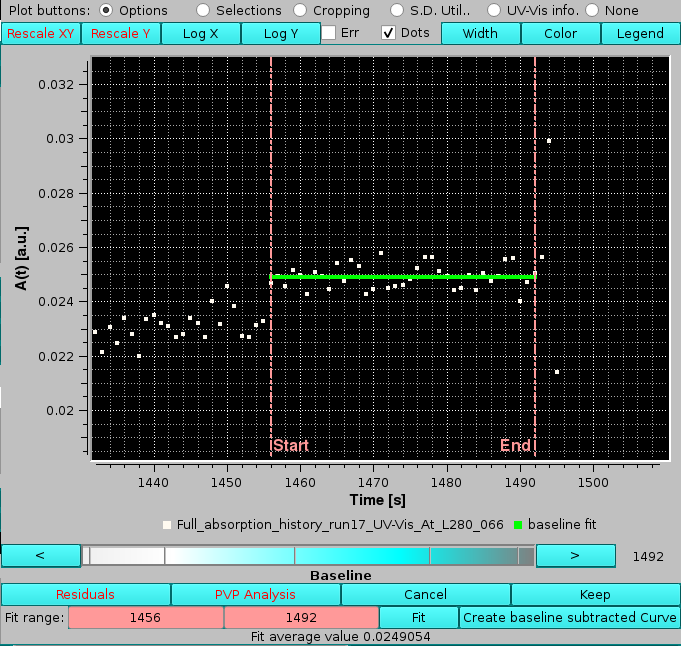 Plot buttons: Options Selections Cropping S.D. Util.. UV-Vis info. None
Rescale XY Rescale Y Log X Log Y Err Dots Width Color Legend
0.032
0.03
0.028
0.026
0.024
0.022
0.02
A(t) [a.u.]
Start End
1440 1450 1460 1470 1480 1490 1500
Time [s]
Full_absorption_history_run17_UV-Vis_At_L280_066 baseline fit
< > 1492
Baseline
Residuals PVP Analysis Cancel Keep
Fit range: 1456 1492 Fit Create baseline subtracted Curve
Fit average value 0.0249054